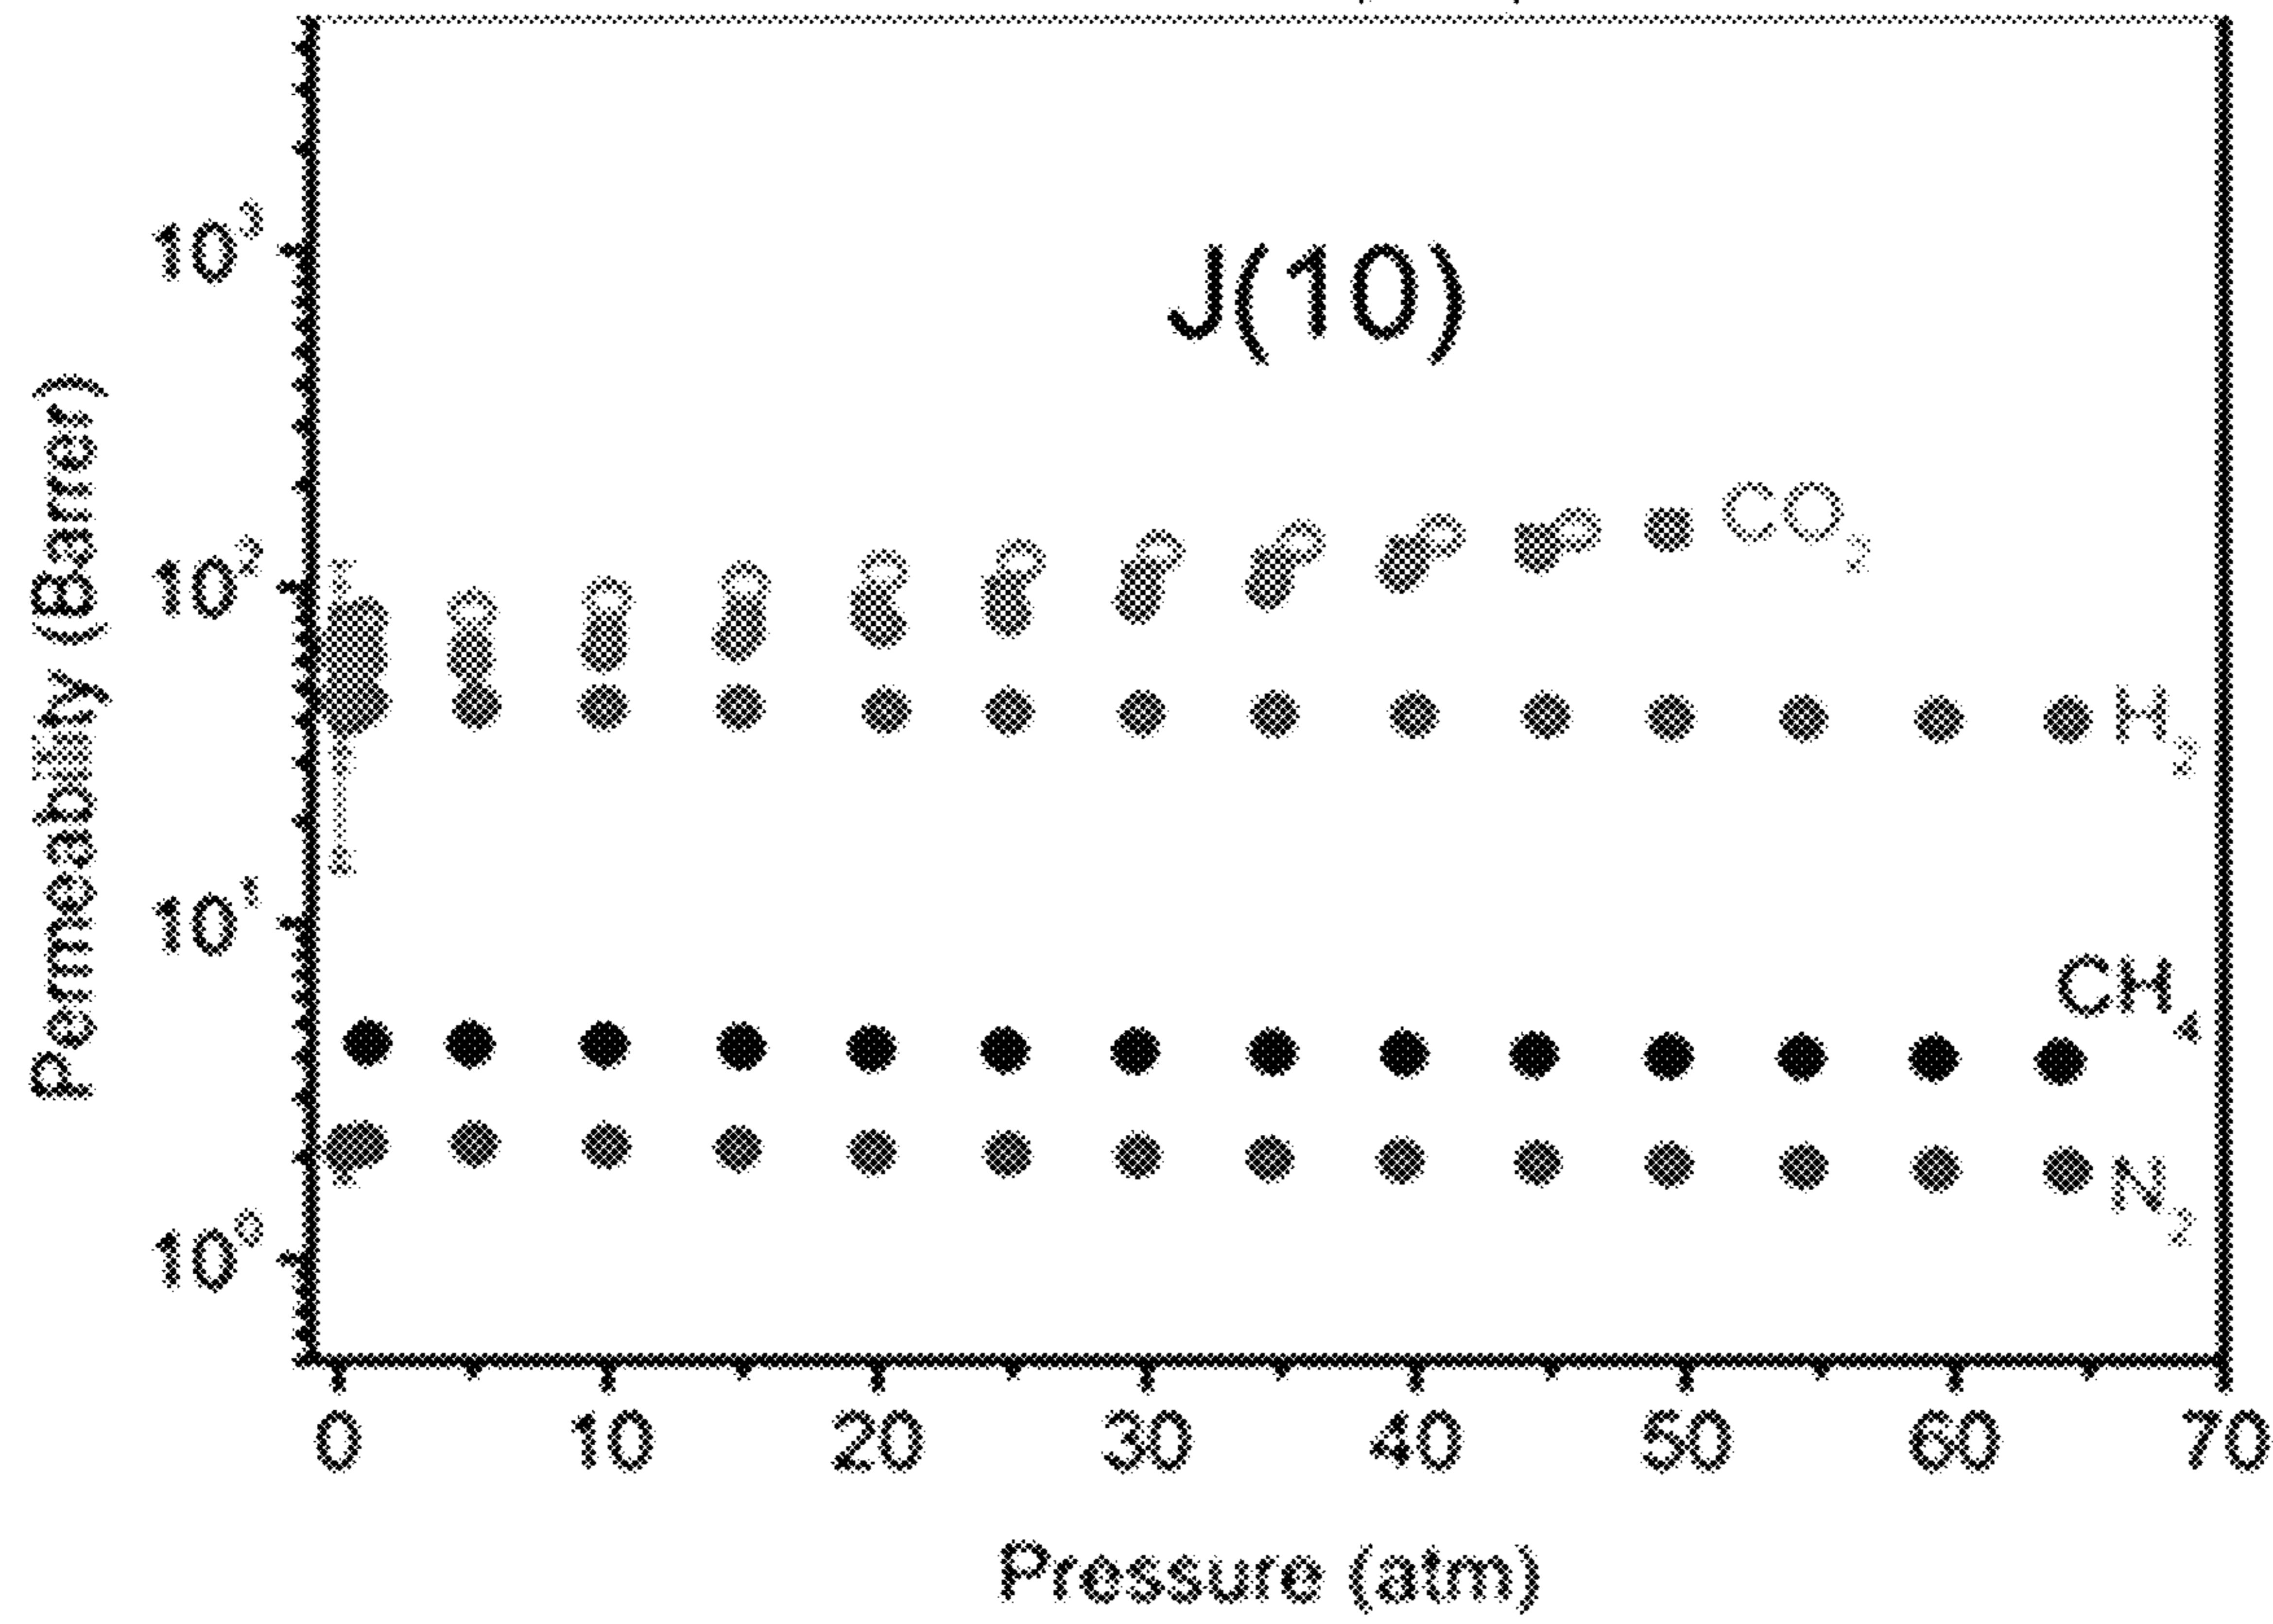 J(10)
Permeability (Barrer)
10³
10²
10¹
10⁰
CO₂
H₂
CH₄
N₂
0 10 20 30 40 50 60 70
Pressure (atm)